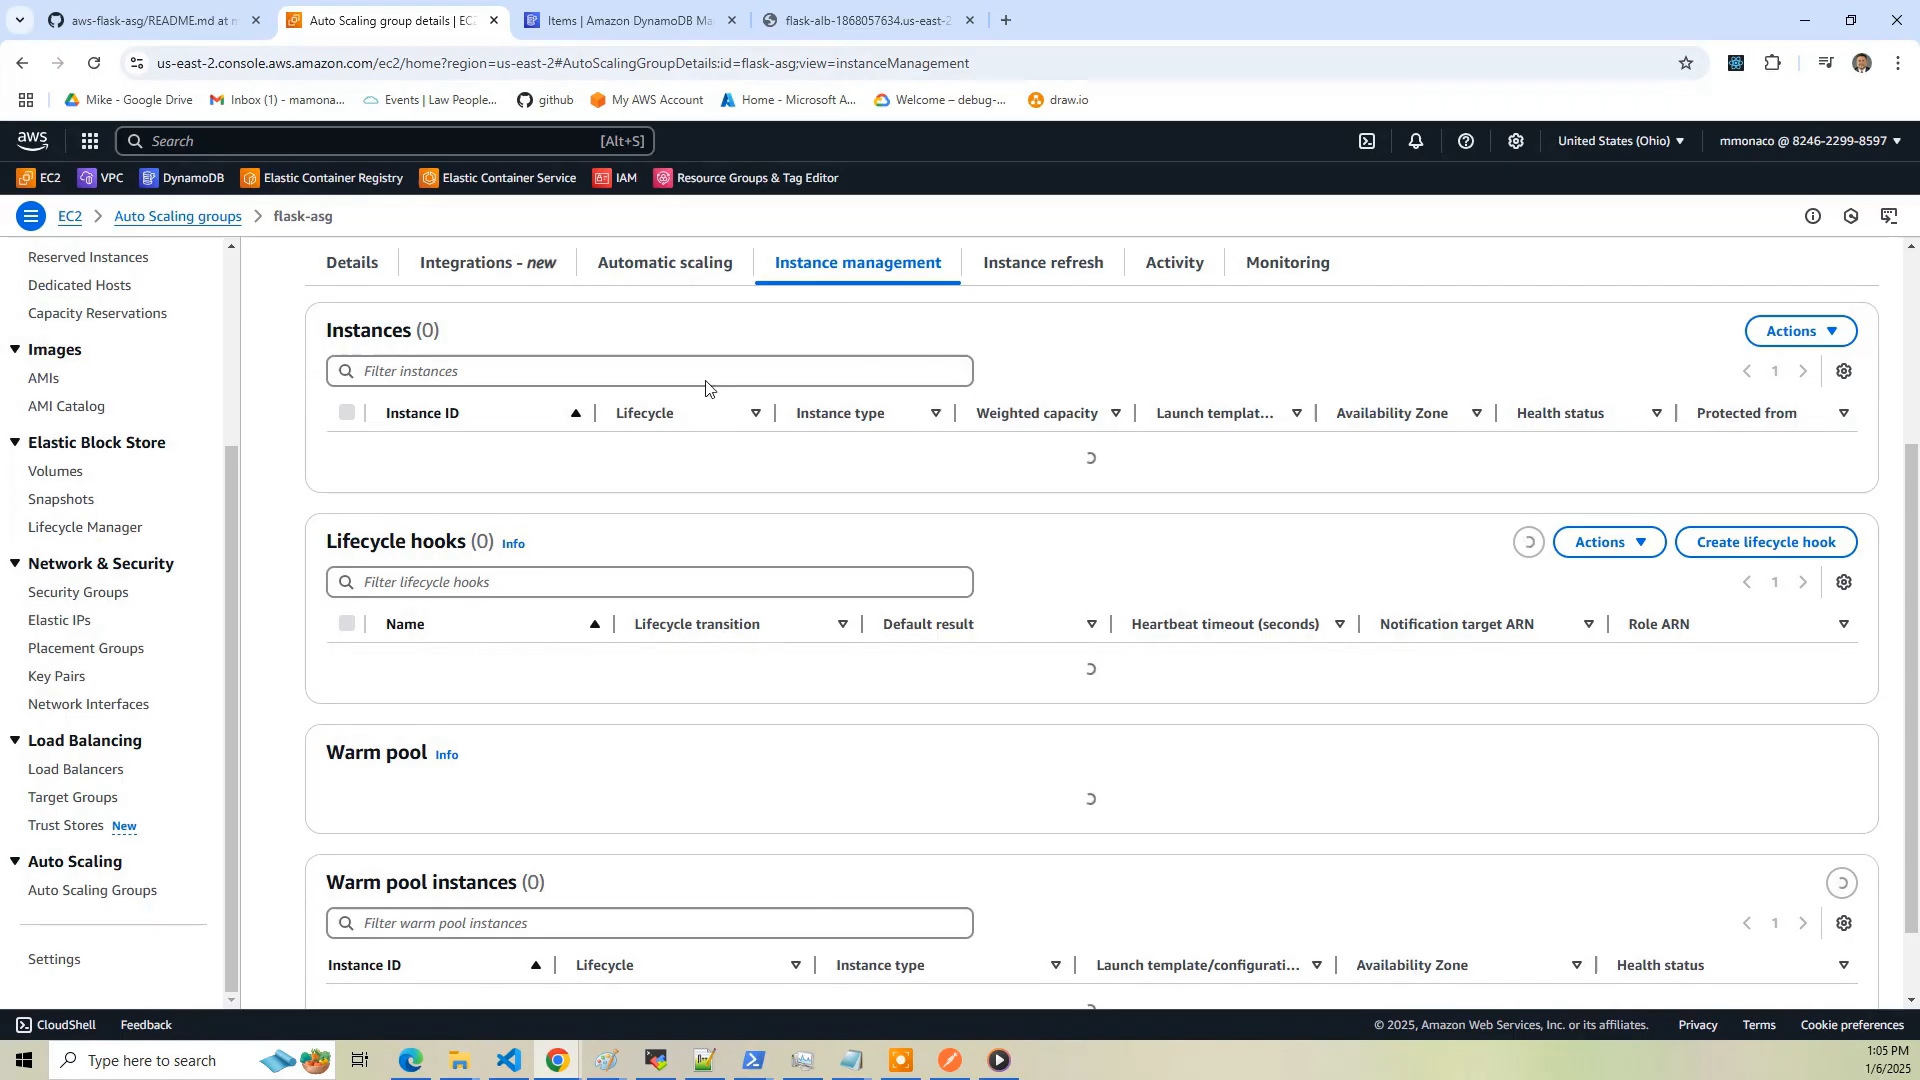 aws-flask-asg/README.md at m
Auto Scaling group details | EC2
Items | Amazon DynamoDB Ma
flask-alb-1868057634.us-east-2
us-east-2.console.aws.amazon.com/ec2/home?region=us-east-2#AutoScalingGroupDetails:id=flask-asg;view=instanceManagement
Mike - Google Drive
Inbox (1) - mamona...
Events | Law People...
github
My AWS Account
Home - Microsoft A...
Welcome – debug-...
draw.io
aws
Search
[Alt+S]
United States (Ohio)
mmonaco @ 8246-2299-8597
EC2
VPC
DynamoDB
Elastic Container Registry
Elastic Container Service
IAM
Resource Groups & Tag Editor
EC2
Auto Scaling groups
flask-asg
Reserved Instances
Dedicated Hosts
Capacity Reservations
Images
AMIs
AMI Catalog
Elastic Block Store
Volumes
Snapshots
Lifecycle Manager
Network & Security
Security Groups
Elastic IPs
Placement Groups
Key Pairs
Network Interfaces
Load Balancing
Load Balancers
Target Groups
Trust Stores New
Auto Scaling
Auto Scaling Groups
Settings
Details
Integrations - new
Automatic scaling
Instance management
Instance refresh
Activity
Monitoring
Instances (0)
Actions
Filter instances
1
Instance ID
Lifecycle
Instance type
Weighted capacity
Launch templat...
Availability Zone
Health status
Protected from
Lifecycle hooks (0) Info
Actions
Create lifecycle hook
Filter lifecycle hooks
1
Name
Lifecycle transition
Default result
Heartbeat timeout (seconds)
Notification target ARN
Role ARN
Warm pool Info
Warm pool instances (0)
Filter warm pool instances
1
Instance ID
Lifecycle
Instance type
Launch template/configurati...
Availability Zone
Health status
CloudShell
Feedback
© 2025, Amazon Web Services, Inc. or its affiliates.
Privacy
Terms
Cookie preferences
Type here to search
1:05 PM
1/6/2025